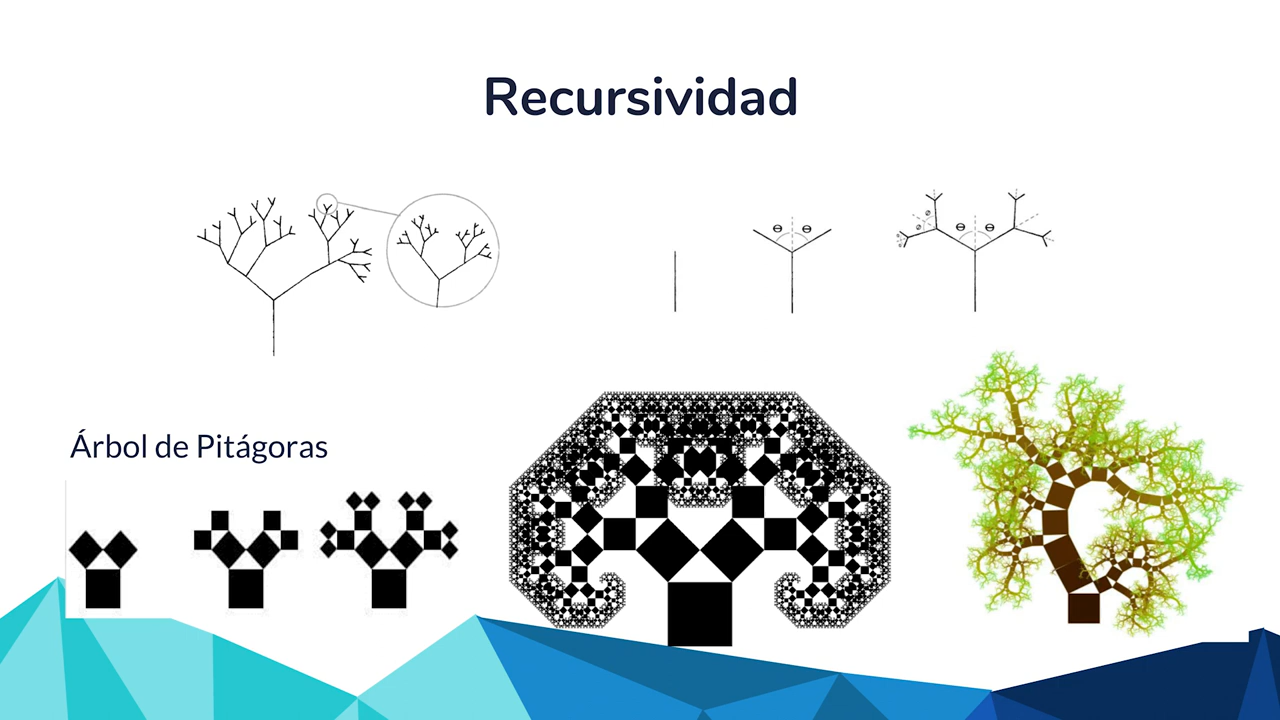 Recursividad
Θ Θ
Θ Θ
Árbol de Pitágoras